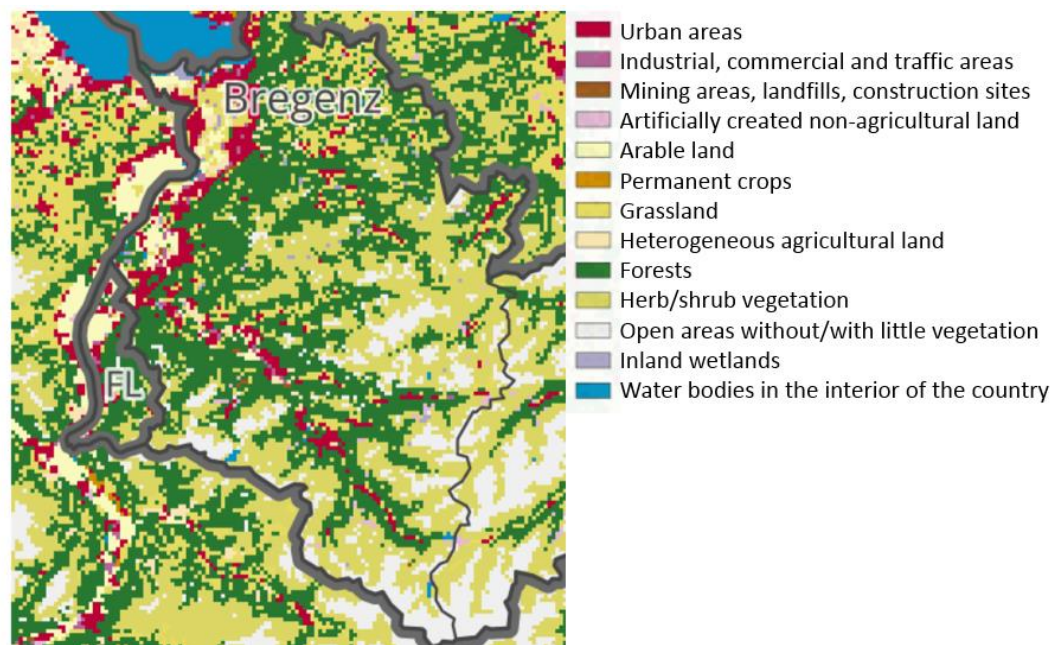 Bregenz
FL
Urban areas
Industrial, commercial and traffic areas
Mining areas, landfills, construction sites
Artificially created non-agricultural land
Arable land
Permanent crops
Grassland
Heterogeneous agricultural land
Forests
Herb/shrub vegetation
Open areas without/with little vegetation
Inland wetlands
Water bodies in the interior of the country